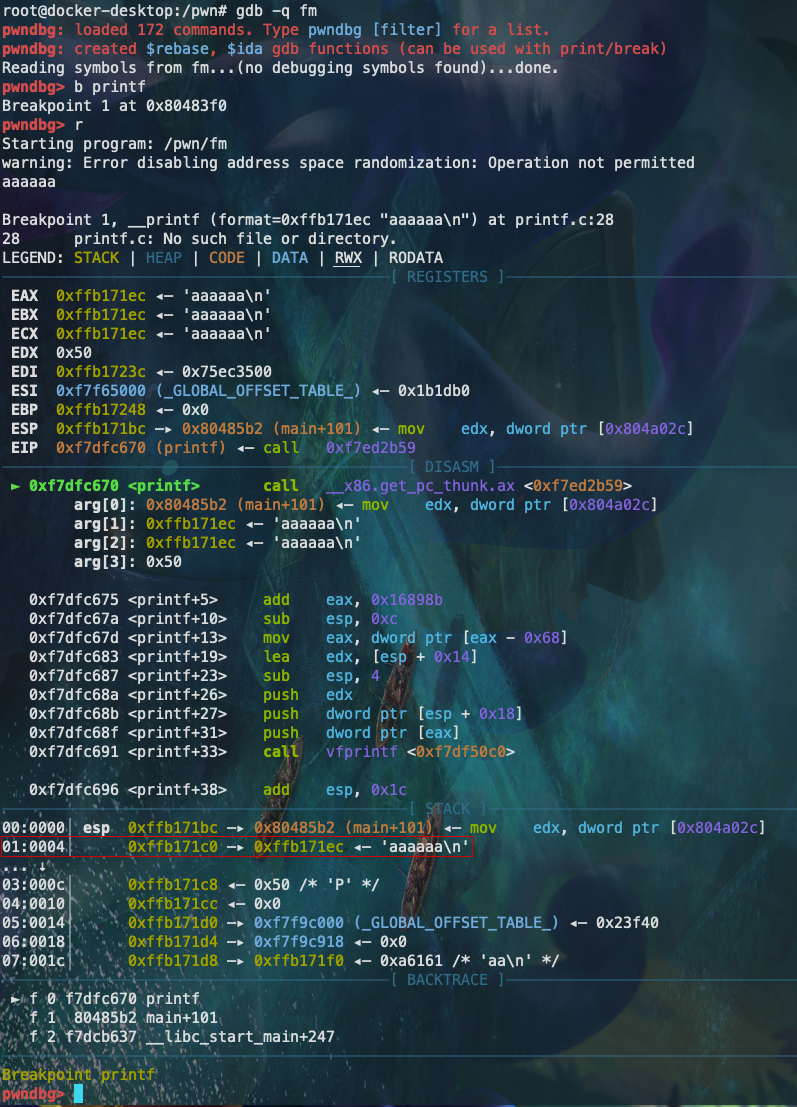 root@docker-desktop:/pwn# gdb -q fm
pwndbg: loaded 172 commands. Type pwndbg [filter] for a list.
pwndbg: created $rebase, $ida gdb functions (can be used with print/break)
Reading symbols from fm...(no debugging symbols found)...done.
pwndbg> b printf
Breakpoint 1 at 0x80483f0
pwndbg> r
Starting program: /pwn/fm
warning: Error disabling address space randomization: Operation not permitted
aaaaaa
Breakpoint 1, __printf (format=0xffb171ec "aaaaaa\n") at printf.c:28
28      printf.c: No such file or directory.
LEGEND: STACK | HEAP | CODE | DATA | RWX | RODATA
[ REGISTERS ]
EAX  0xffb171ec ◂— 'aaaaaa\n'
EBX  0xffb171ec ◂— 'aaaaaa\n'
ECX  0xffb171ec ◂— 'aaaaaa\n'
EDX  0x50
EDI  0xffb1723c ◂— 0x75ec3500
ESI  0xf7f65000 (_GLOBAL_OFFSET_TABLE_) ◂— 0x1b1db0
EBP  0xffb17248 ◂— 0x0
ESP  0xffb171bc —▸ 0x80485b2 (main+101) ◂— mov    edx, dword ptr [0x804a02c]
EIP  0xf7dfc670 (printf) ◂— call   0xf7ed2b59
[ DISASM ]
► 0xf7dfc670 <printf>       call   __x86.get_pc_thunk.ax <0xf7ed2b59>
arg[0]: 0x80485b2 (main+101) ◂— mov    edx, dword ptr [0x804a02c]
arg[1]: 0xffb171ec ◂— 'aaaaaa\n'
arg[2]: 0xffb171ec ◂— 'aaaaaa\n'
arg[3]: 0x50
0xf7dfc675 <printf+5>     add    eax, 0x16898b
0xf7dfc67a <printf+10>    sub    esp, 0xc
0xf7dfc67d <printf+13>    mov    eax, dword ptr [eax - 0x68]
0xf7dfc683 <printf+19>    lea    edx, [esp + 0x14]
0xf7dfc687 <printf+23>    sub    esp, 4
0xf7dfc68a <printf+26>    push   edx
0xf7dfc68b <printf+27>    push   dword ptr [esp + 0x18]
0xf7dfc68f <printf+31>    push   dword ptr [eax]
0xf7dfc691 <printf+33>    call   vfprintf <0xf7df50c0>
0xf7dfc696 <printf+38>    add    esp, 0x1c
[ STACK ]
00:0000│ esp  0xffb171bc —▸ 0x80485b2 (main+101) ◂— mov    edx, dword ptr [0x804a02c]
01:0004│      0xffb171c0 —▸ 0xffb171ec ◂— 'aaaaaa\n'
... ↓
03:000c│      0xffb171c8 ◂— 0x50 /* 'P' */
04:0010│      0xffb171cc ◂— 0x0
05:0014│      0xffb171d0 —▸ 0xf7f9c000 (_GLOBAL_OFFSET_TABLE_) ◂— 0x23f40
06:0018│      0xffb171d4 —▸ 0xf7f9c918 ◂— 0x0
07:001c│      0xffb171d8 —▸ 0xffb171f0 ◂— 0xa6161 /* 'aa\n' */
[ BACKTRACE ]
► f 0 f7dfc670 printf
f 1  80485b2 main+101
f 2 f7dcb637 __libc_start_main+247
Breakpoint printf
pwndbg>